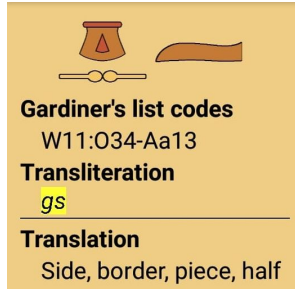 Gardiner's list codes
W11:O34-Aa13
Transliteration
gs
Translation
Side, border, piece, half